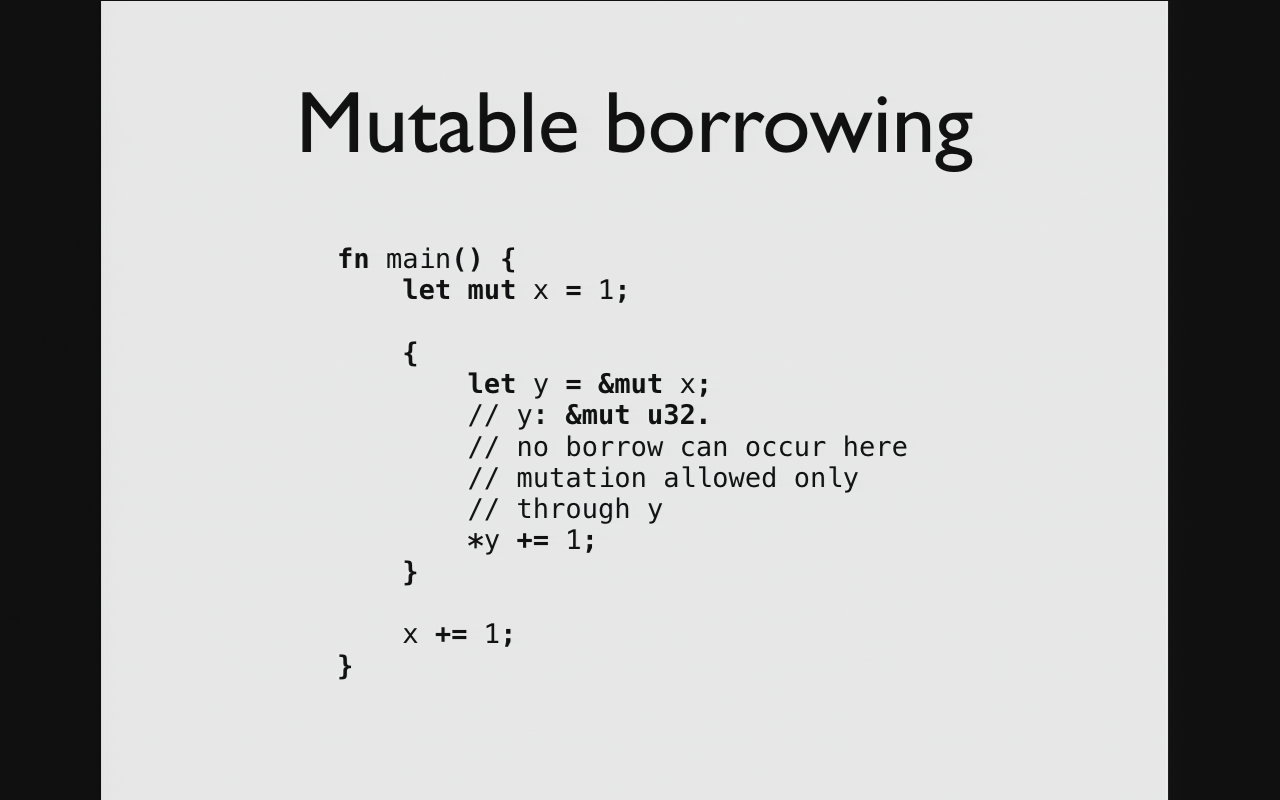 Mutable borrowing
fn main() {
    let mut x = 1;
    {
        let y = &mut x;
        // y: &mut u32.
        // no borrow can occur here
        // mutation allowed only
        // through y
        *y += 1;
    }
    x += 1;
}